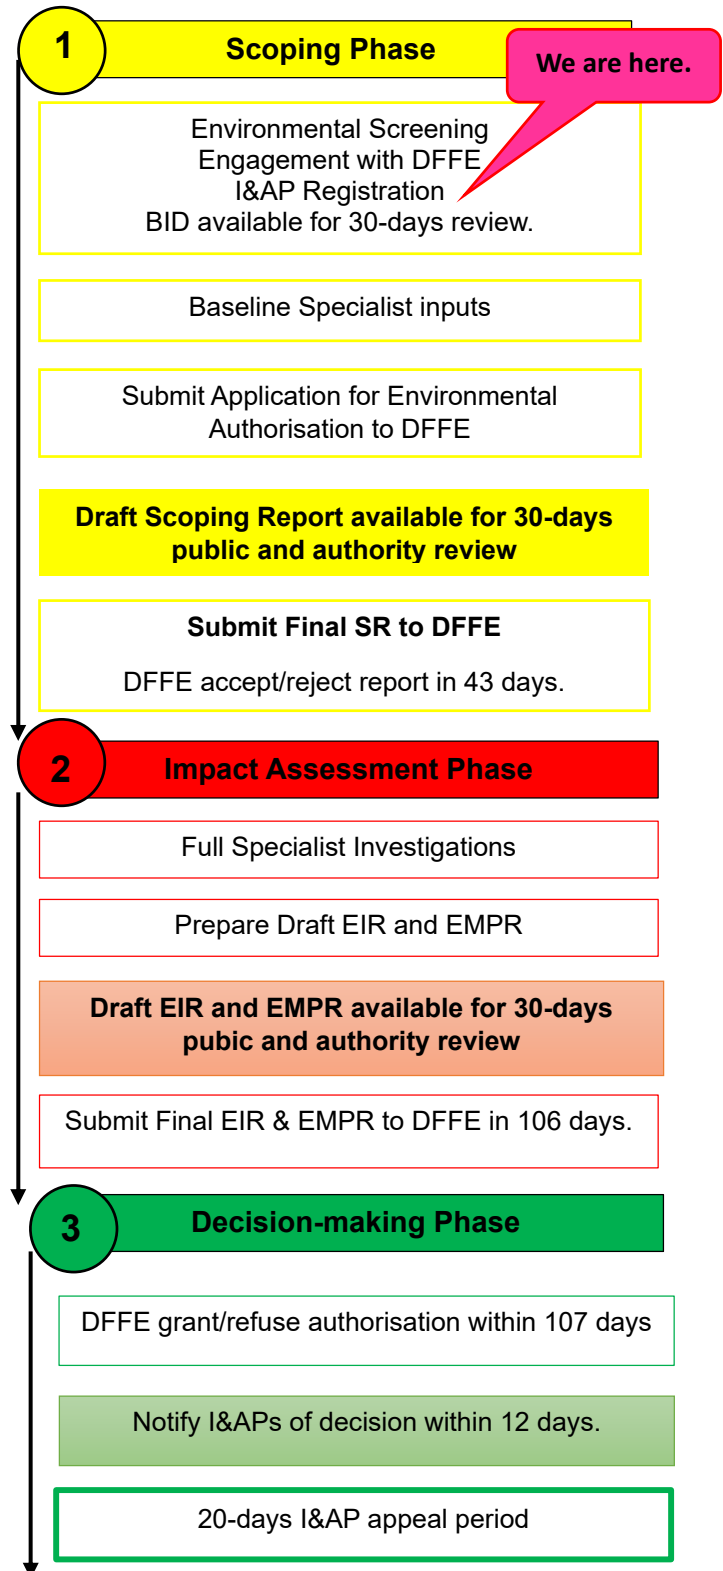 1
Scoping Phase
We are here.
Environmental Screening
Engagement with DFFE
I&AP Registration
BID available for 30-days review.
Baseline Specialist inputs
Submit Application for Environmental
Authorisation to DFFE
Draft Scoping Report available for 30-days
public and authority review
Submit Final SR to DFFE
DFFE accept/reject report in 43 days.
2
Impact Assessment Phase
Full Specialist Investigations
Prepare Draft EIR and EMPR
Draft EIR and EMPR available for 30-days
pubic and authority review
Submit Final EIR & EMPR to DFFE in 106 days.
3
Decision-making Phase
DFFE grant/refuse authorisation within 107 days
Notify I&APs of decision within 12 days.
20-days I&AP appeal period